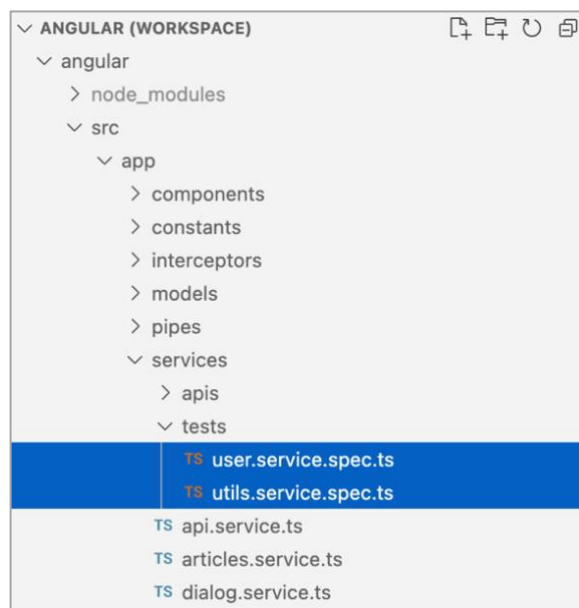 ANGULAR (WORKSPACE)
angular
node_modules
src
app
components
constants
interceptors
models
pipes
services
apis
tests
TS user.service.spec.ts
TS utils.service.spec.ts
TS api.service.ts
TS articles.service.ts
TS dialog.service.ts